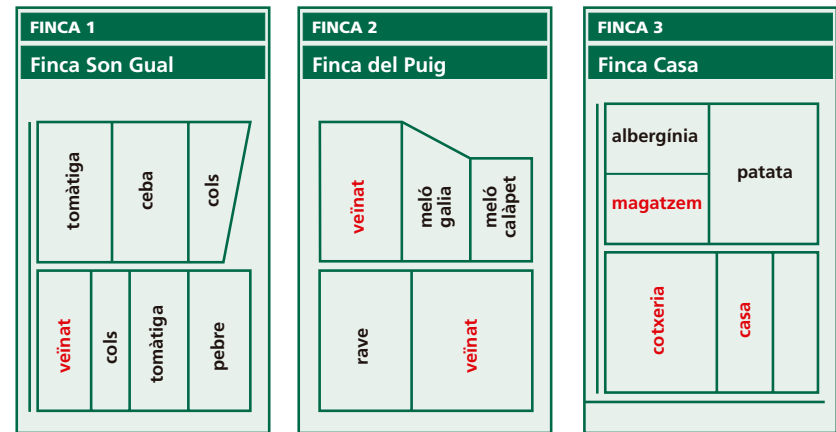 FINCA 1
Finca Son Gual
tomàtiga
ceba
cols
veïnat
cols
tomàtiga
pebre
FINCA 2
Finca del Puig
veïnat
meló
galia
meló
calàpet
rave
veïnat
FINCA 3
Finca Casa
albergínia
magatzem
patata
cotxeria
casa